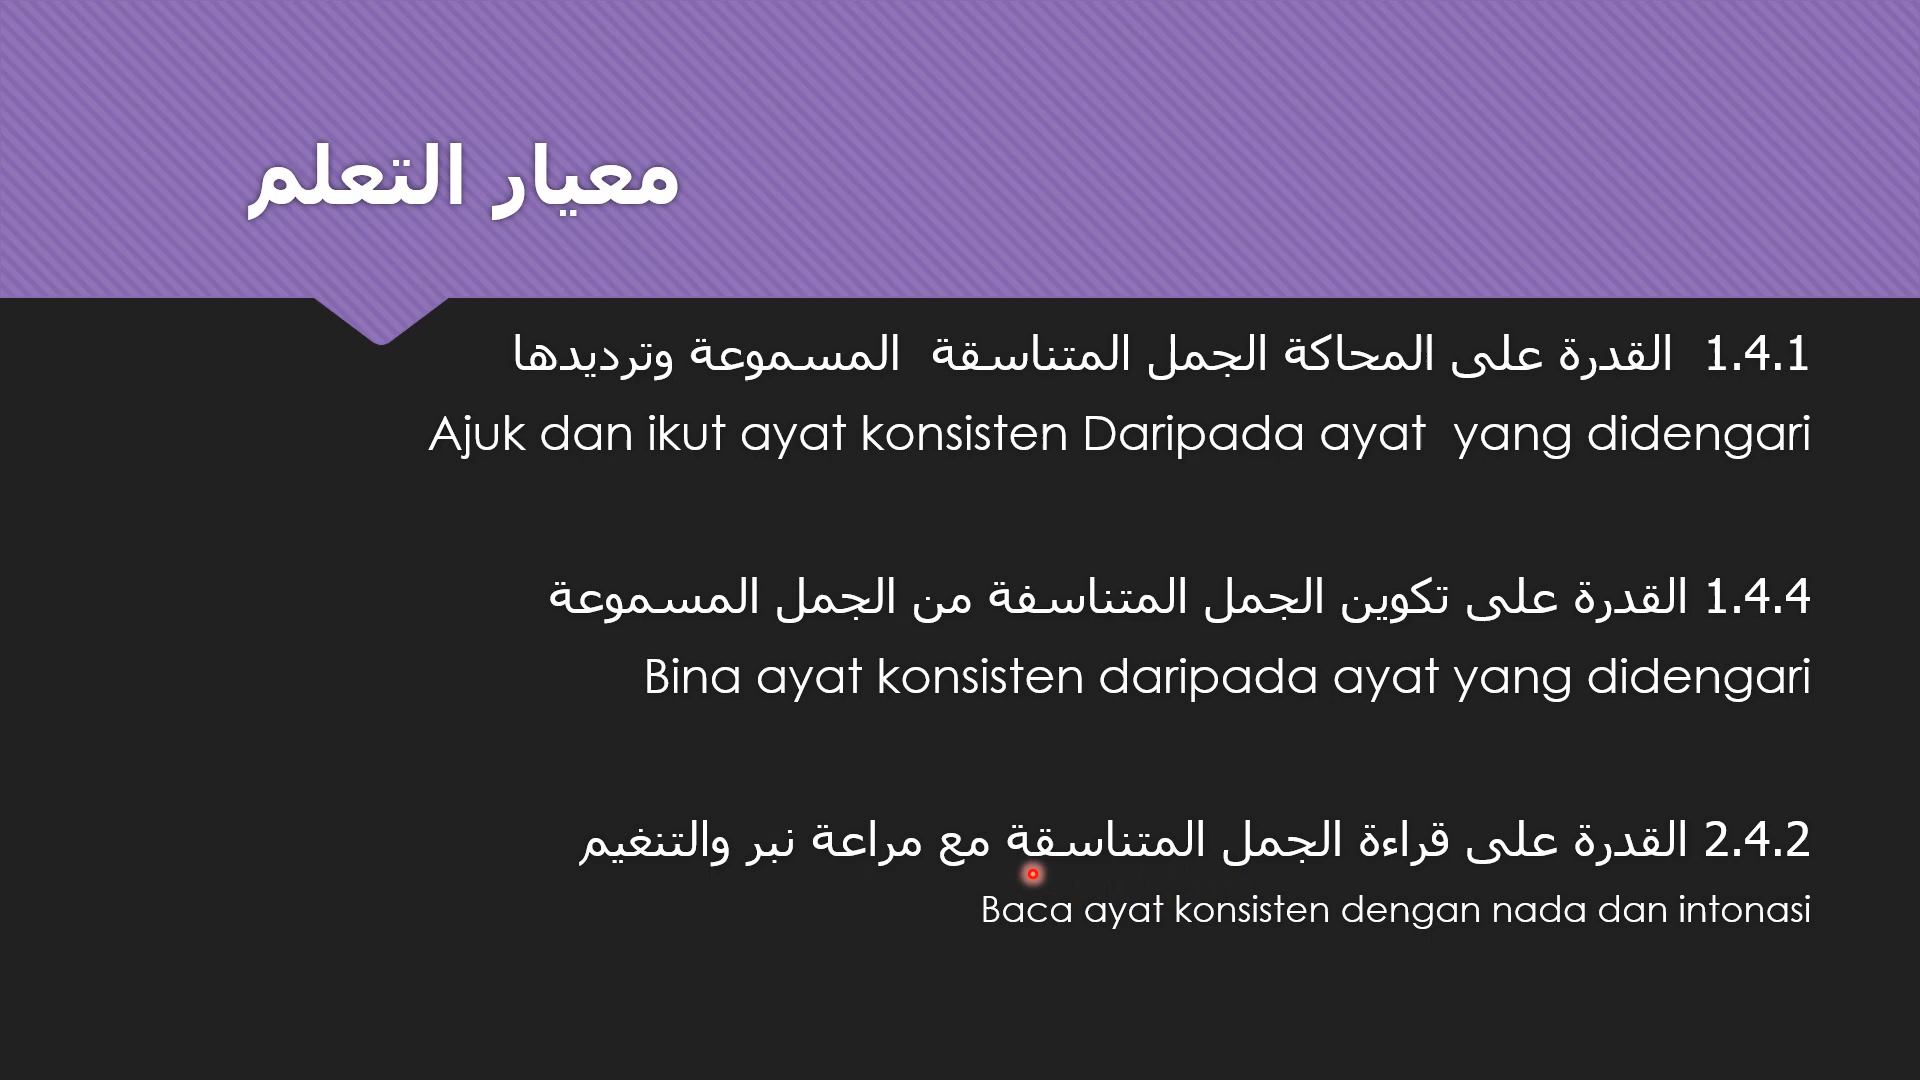 معيار التعلم
1.4.1 القدرة على المحاكة الجمل المتناسقة المسموعة وترديدها
Ajuk dan ikut ayat konsisten Daripada ayat yang didengari
1.4.4 القدرة على تكوين الجمل المتناسفة من الجمل المسموعة
Bina ayat konsisten daripada ayat yang didengari
2.4.2 القدرة على قراءة الجمل المتناسقة مع مراعة نبر والتنغيم
Baca ayat konsisten dengan nada dan intonasi